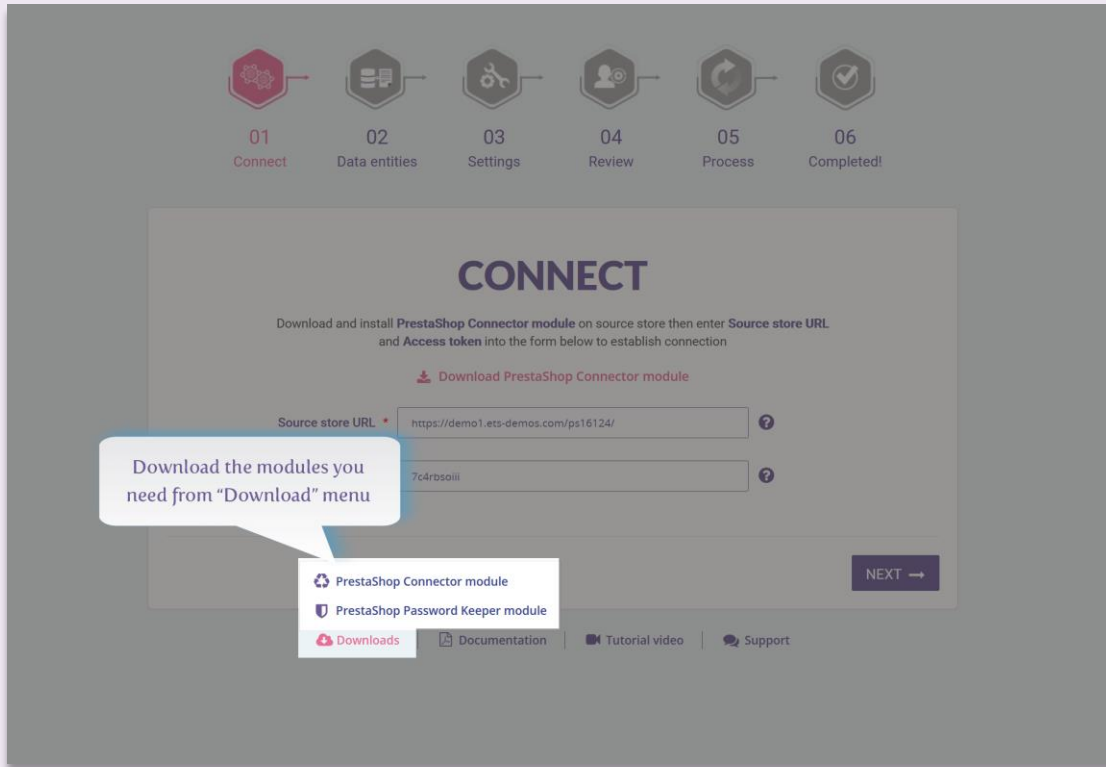 01
Connect
02
Data entities
03
Settings
04
Review
05
Process
06
Completed!
CONNECT
Download and install PrestaShop Connector module on source store then enter Source store URL
and Access token into the form below to establish connection
Download PrestaShop Connector module
Source store URL * https://demo1.ets-demos.com/ps16124/
Download the modules you
need from “Download” menu
NEXT →
PrestaShop Connector module
PrestaShop Password Keeper module
Downloads | Documentation | Tutorial video | Support